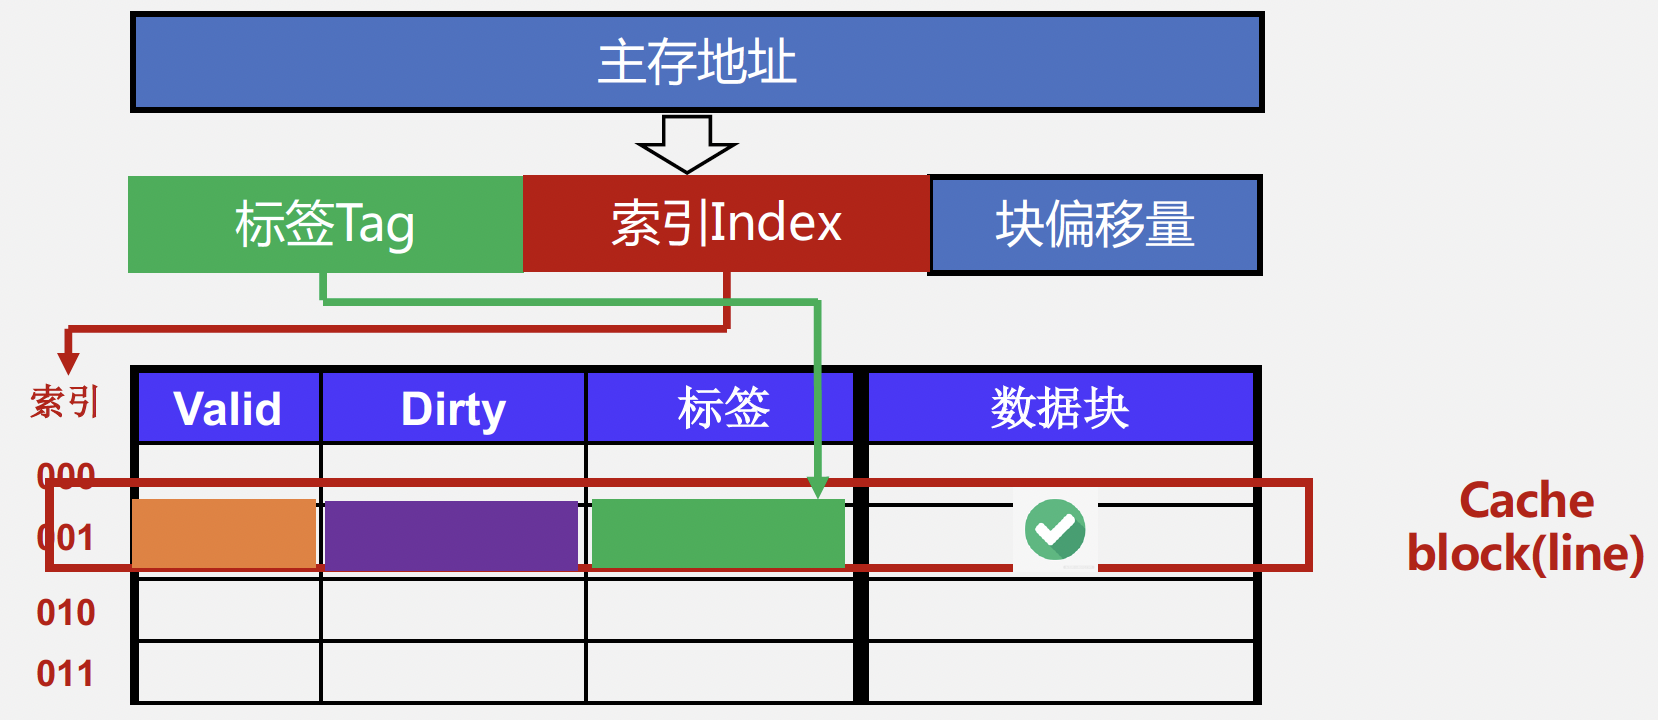 主存地址
标签Tag
索引Index
块偏移量
索引
Valid
Dirty
标签
数据块
000
001
010
011
Cache
block(line)